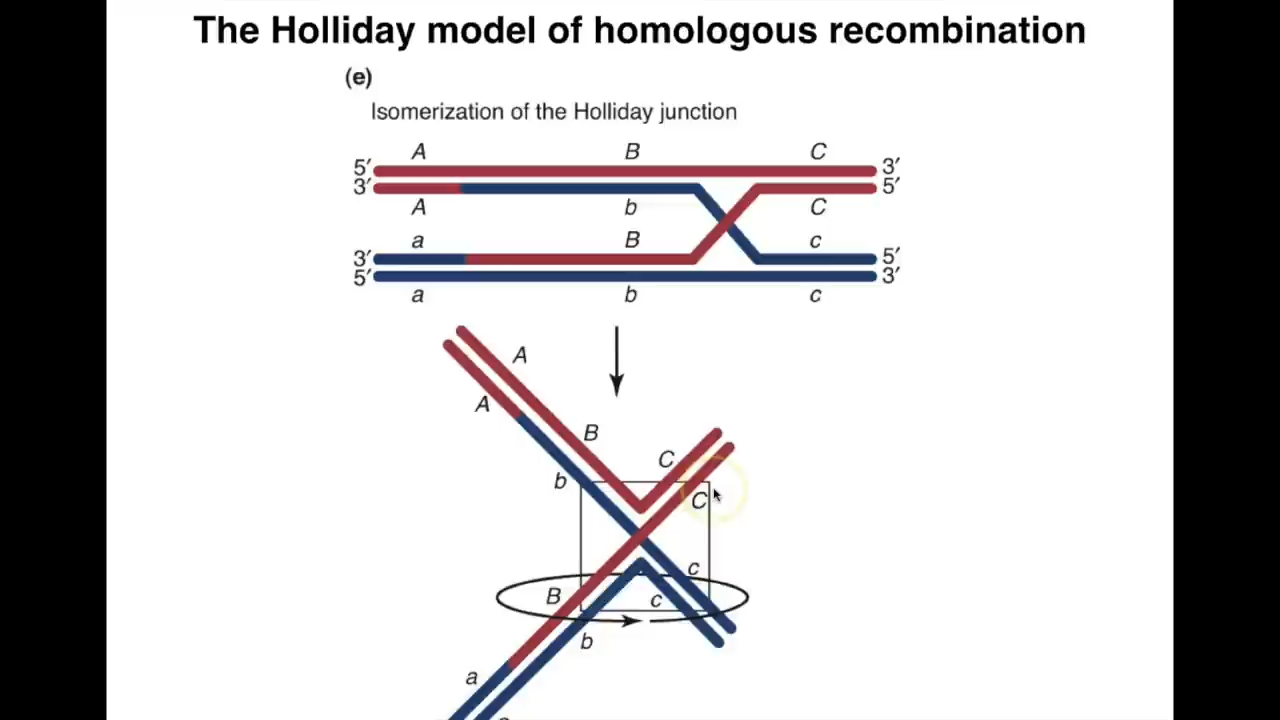 The Holliday model of homologous recombination
(e)
Isomerization of the Holliday junction
A B C
5′ 3′
3′ 5′
A b C
a B c
3′ 5′
5′ 3′
a b c
A
A
B
C
b
C
c
B c
b
a